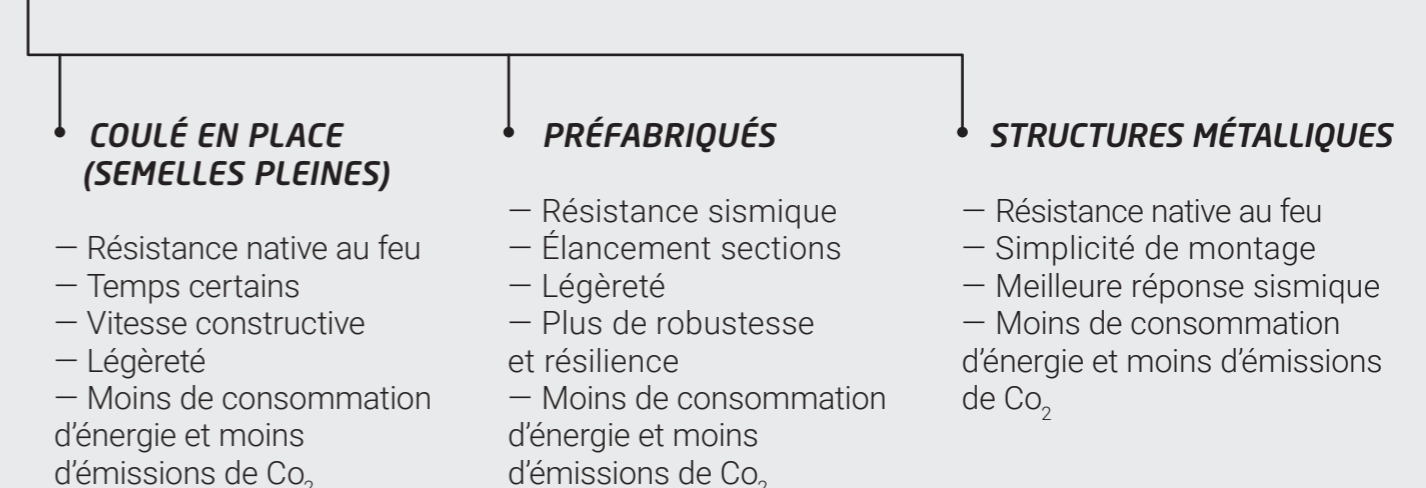 COULÉ EN PLACE
(SEMELLES PLEINES)
— Résistance native au feu
— Temps certains
— Vitesse constructive
— Légèreté
— Moins de consommation
d’énergie et moins
d’émissions de Co₂
PRÉFABRIQUÉS
— Résistance sismique
— Élancement sections
— Légèreté
— Plus de robustesse
et résilience
— Moins de consommation
d’énergie et moins
d’émissions de Co₂
STRUCTURES MÉTALLIQUES
— Résistance native au feu
— Simplicité de montage
— Meilleure réponse sismique
— Moins de consommation
d’énergie et moins d’émissions
de Co₂